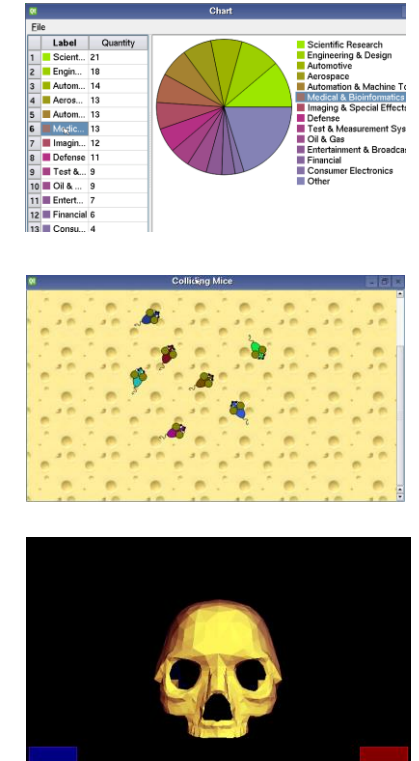 Chart
File
Label Quantity
1 Scient... 21
2 Engin... 18
3 Autom... 14
4 Aeros... 13
5 Autom... 13
6 Medic... 13
7 Imagin... 12
8 Defense 11
9 Test &... 9
10 Oil & ... 9
11 Entert... 7
12 Financial 6
13 Consu... 4
Scientific Research
Engineering & Design
Automotive
Aerospace
Automation & Machine To
Medical & Bioinformatics
Imaging & Special Effects
Defense
Test & Measurement Sys
Oil & Gas
Entertainment & Broadcas
Financial
Consumer Electronics
Other
Colliding Mice